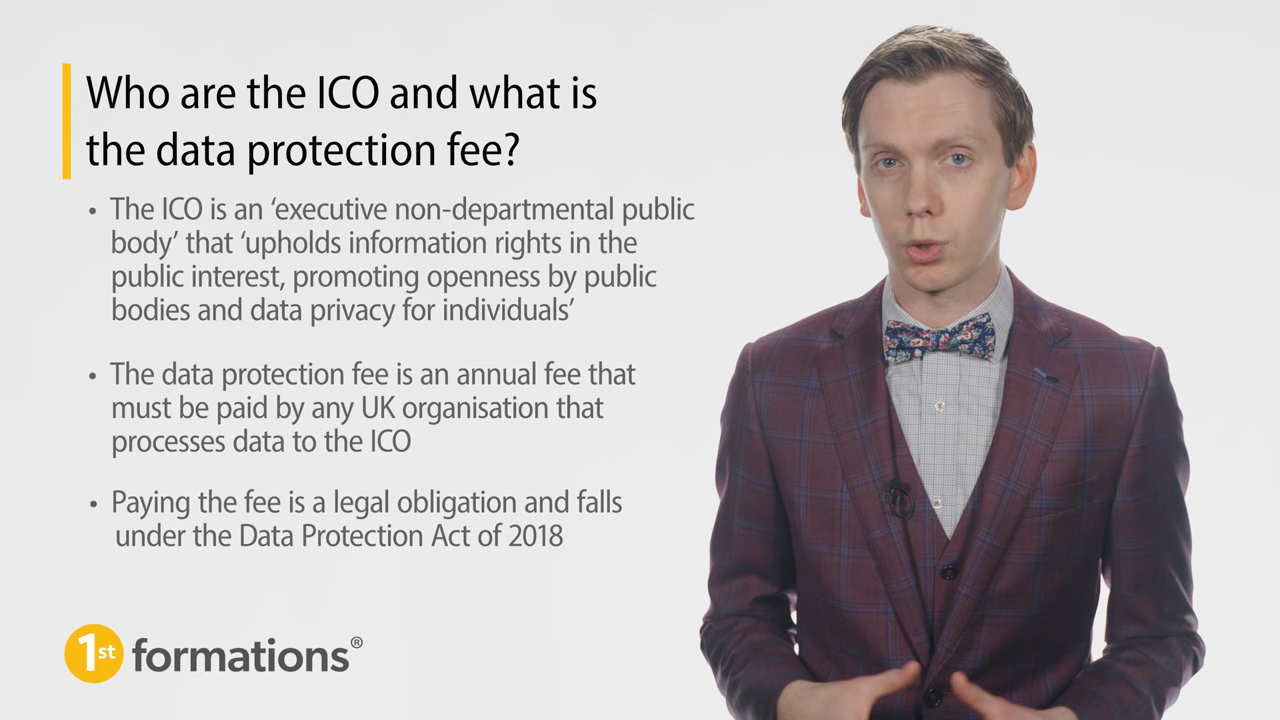 Who are the ICO and what is
the data protection fee?
• The ICO is an ‘executive non-departmental public
body’ that ‘upholds information rights in the
public interest, promoting openness by public
bodies and data privacy for individuals’
• The data protection fee is an annual fee that
must be paid by any UK organisation that
processes data to the ICO
• Paying the fee is a legal obligation and falls
under the Data Protection Act of 2018
1st formations®